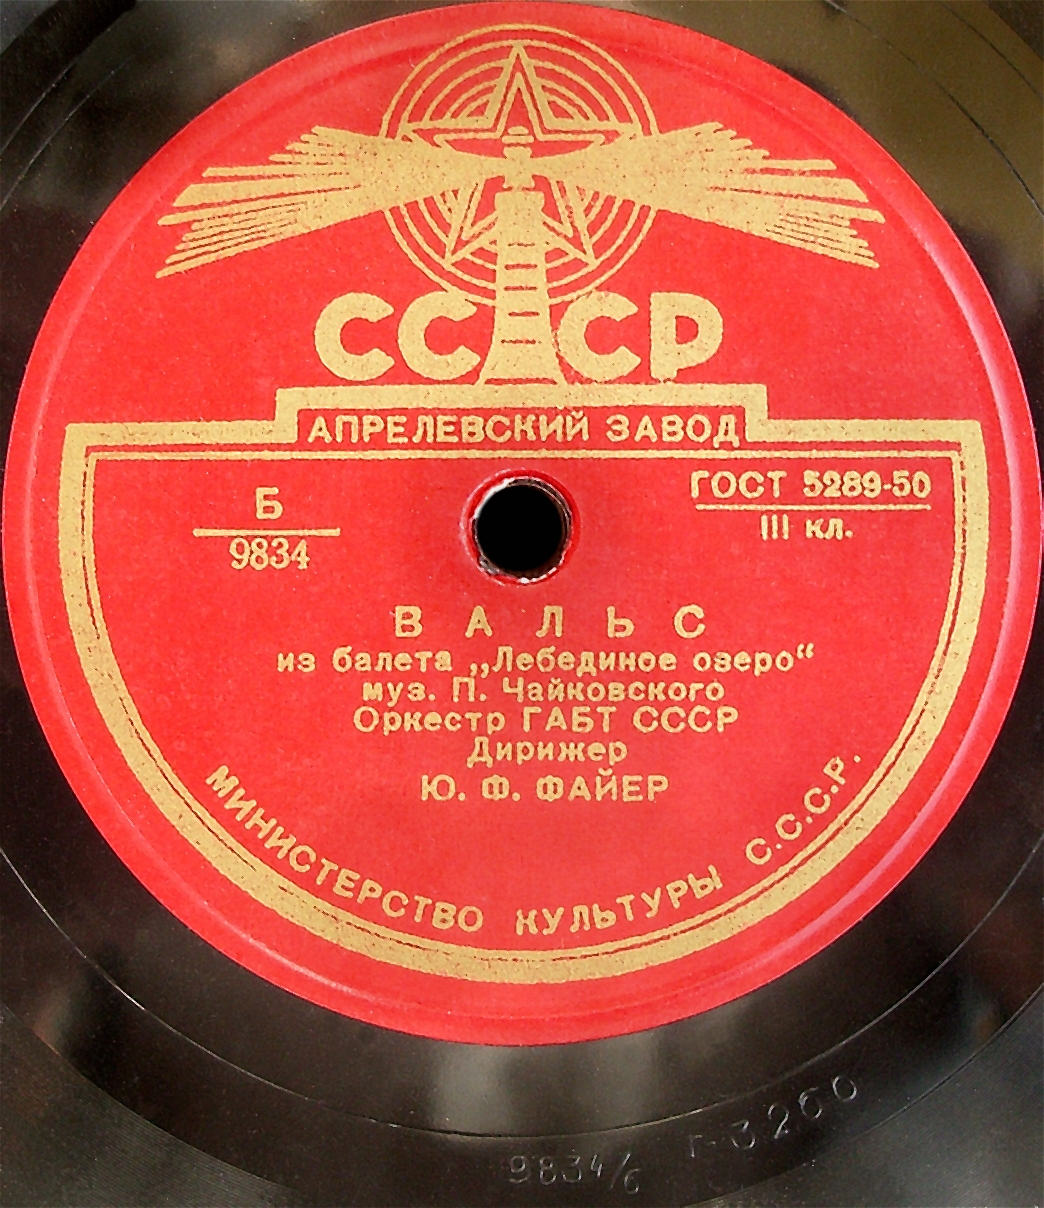 СССР
АПРЕЛЕВСКИЙ ЗАВОД
Б
9834
ГОСТ 5289-50
III кл.
ВАЛЬС
из балета „Лебединое озеро“
муз. П. Чайковского
Оркестр ГАБТ СССР
Дирижер
Ю. Ф. ФАЙЕР
МИНИСТЕРСТВО КУЛЬТУРЫ С.С.С.Р.
г-3260
9834/6